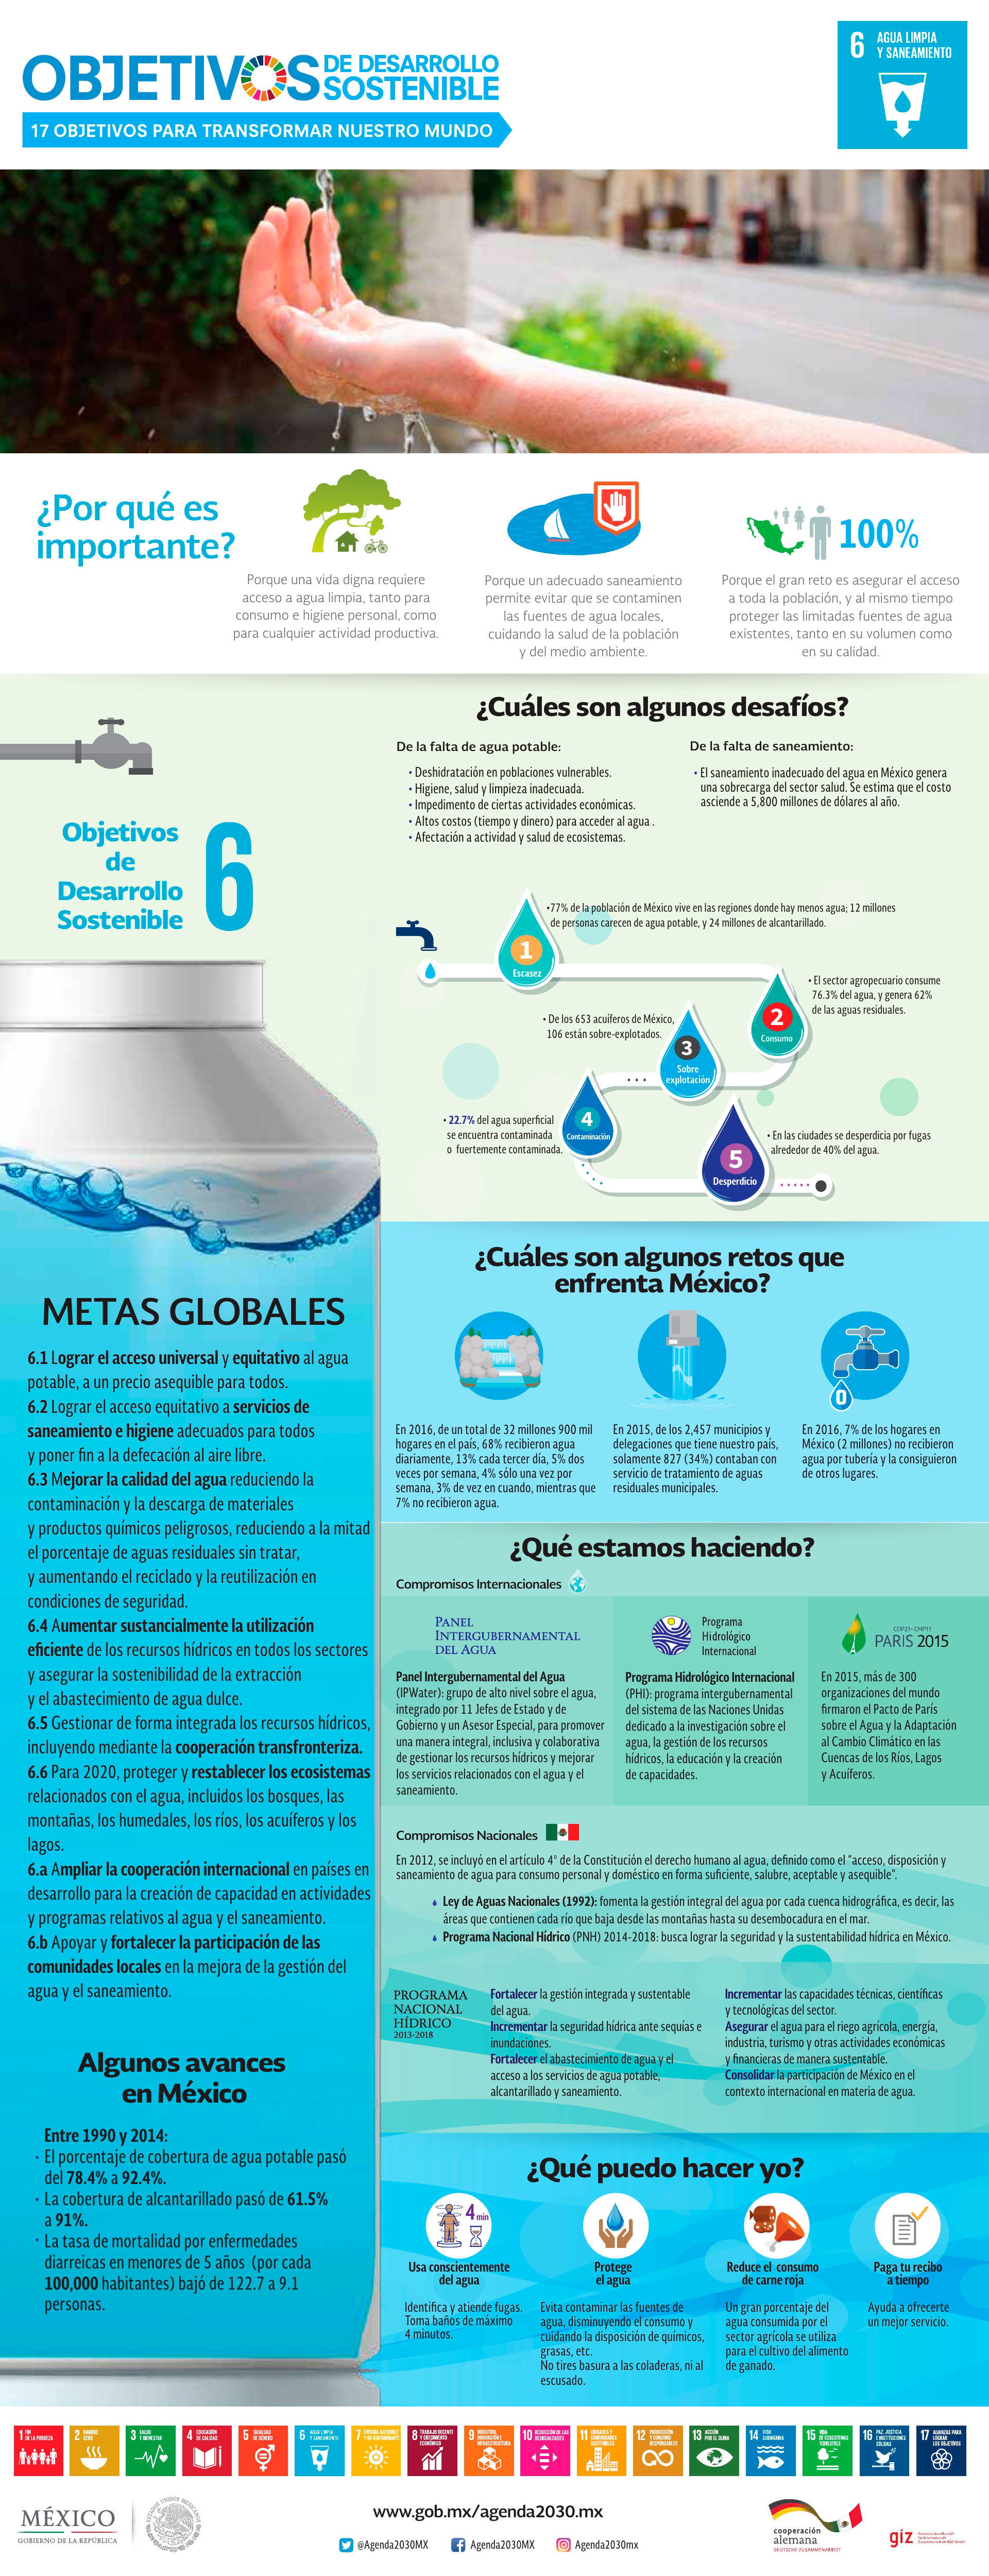 OBJETIVOS DE DESARROLLO
SOSTENIBLE
17 OBJETIVOS PARA TRANSFORMAR NUESTRO MUNDO
6 AGUA LIMPIA
Y SANEAMIENTO
¿Por qué es
importante?
Porque una vida digna requiere
acceso a agua limpia, tanto para
consumo e higiene personal, como
para cualquier actividad productiva.
Porque un adecuado saneamiento
permite evitar que se contaminen
las fuentes de agua locales,
cuidando la salud de la población
y del medio ambiente.
100%
Porque el gran reto es asegurar el acceso
a toda la población, y al mismo tiempo
proteger las limitadas fuentes de agua
existentes, tanto en su volumen como
en su calidad.
Objetivos
de
Desarrollo
Sostenible
6
¿Cuáles son algunos desafíos?
De la falta de agua potable:
• Deshidratación en poblaciones vulnerables.
• Higiene, salud y limpieza inadecuada.
• Impedimento de ciertas actividades económicas.
• Altos costos (tiempo y dinero) para acceder al agua .
• Afectación a actividad y salud de ecosistemas.
De la falta de saneamiento:
• El saneamiento inadecuado del agua en México genera
una sobrecarga del sector salud. Se estima que el costo
asciende a 5,800 millones de dólares al año.
1
Escasez
•77% de la población de México vive en las regiones donde hay menos agua; 12 millones
de personas carecen de agua potable, y 24 millones de alcantarillado.
2
Consumo
• El sector agropecuario consume
76.3% del agua, y genera 62%
de las aguas residuales.
3
Sobre
explotación
• De los 653 acuíferos de México,
106 están sobre-explotados.
4
Contaminación
• 22.7% del agua superficial
se encuentra contaminada
o fuertemente contaminada.
5
Desperdicio
• En las ciudades se desperdicia por fugas
alrededor de 40% del agua.
METAS GLOBALES
6.1 Lograr el acceso universal y equitativo al agua
potable, a un precio asequible para todos.
6.2 Lograr el acceso equitativo a servicios de
saneamiento e higiene adecuados para todos
y poner fin a la defecación al aire libre.
6.3 Mejorar la calidad del agua reduciendo la
contaminación y la descarga de materiales
y productos químicos peligrosos, reduciendo a la mitad
el porcentaje de aguas residuales sin tratar,
y aumentando el reciclado y la reutilización en
condiciones de seguridad.
6.4 Aumentar sustancialmente la utilización
eficiente de los recursos hídricos en todos los sectores
y asegurar la sostenibilidad de la extracción
y el abastecimiento de agua dulce.
6.5 Gestionar de forma integrada los recursos hídricos,
incluyendo mediante la cooperación transfronteriza.
6.6 Para 2020, proteger y restablecer los ecosistemas
relacionados con el agua, incluidos los bosques, las
montañas, los humedales, los ríos, los acuíferos y los
lagos.
6.a Ampliar la cooperación internacional en países en
desarrollo para la creación de capacidad en actividades
y programas relativos al agua y el saneamiento.
6.b Apoyar y fortalecer la participación de las
comunidades locales en la mejora de la gestión del
agua y el saneamiento.
Algunos avances
en México
Entre 1990 y 2014:
• El porcentaje de cobertura de agua potable pasó
del 78.4% a 92.4%.
• La cobertura de alcantarillado pasó de 61.5%
a 91%.
• La tasa de mortalidad por enfermedades
diarreicas en menores de 5 años (por cada
100,000 habitantes) bajó de 122.7 a 9.1
personas.
¿Cuáles son algunos retos que
enfrenta México?
0
En 2016, de un total de 32 millones 900 mil
hogares en el país, 68% recibieron agua
diariamente, 13% cada tercer día, 5% dos
veces por semana, 4% sólo una vez por
semana, 3% de vez en cuando, mientras que
7% no recibieron agua.
En 2015, de los 2,457 municipios y
delegaciones que tiene nuestro país,
solamente 827 (34%) contaban con
servicio de tratamiento de aguas
residuales municipales.
En 2016, 7% de los hogares en
México (2 millones) no recibieron
agua por tubería y la consiguieron
de otros lugares.
¿Qué estamos haciendo?
Compromisos Internacionales
PANEL
INTERGUBERNAMENTAL
DEL AGUA
Panel Intergubernamental del Agua
(IPWater): grupo de alto nivel sobre el agua,
integrado por 11 Jefes de Estado y de
Gobierno y un Asesor Especial, para promover
una manera integral, inclusiva y colaborativa
de gestionar los recursos hídricos y mejorar
los servicios relacionados con el agua y el
saneamiento.
Programa
Hidrológico
Internacional
Programa Hidrológico Internacional
(PHI): programa intergubernamental
del sistema de las Naciones Unidas
dedicado a la investigación sobre el
agua, la gestión de los recursos
hídricos, la educación y la creación
de capacidades.
COP21•CMP11
PARIS 2015
En 2015, más de 300
organizaciones del mundo
firmaron el Pacto de París
sobre el Agua y la Adaptación
al Cambio Climático en las
Cuencas de los Ríos, Lagos
y Acuíferos.
Compromisos Nacionales
En 2012, se incluyó en el artículo 4° de la Constitución el derecho humano al agua, definido como el “acceso, disposición y
saneamiento de agua para consumo personal y doméstico en forma suficiente, salubre, aceptable y asequible”.
Ley de Aguas Nacionales (1992): fomenta la gestión integral del agua por cada cuenca hidrográfica, es decir, las
áreas que contienen cada río que baja desde las montañas hasta su desembocadura en el mar.
Programa Nacional Hídrico (PNH) 2014-2018: busca lograr la seguridad y la sustentabilidad hídrica en México.
PROGRAMA
NACIONAL
HÍDRICO
2013-2018
Fortalecer la gestión integrada y sustentable
del agua.
Incrementar la seguridad hídrica ante sequías e
inundaciones.
Fortalecer el abastecimiento de agua y el
acceso a los servicios de agua potable,
alcantarillado y saneamiento.
Incrementar las capacidades técnicas, científicas
y tecnológicas del sector.
Asegurar el agua para el riego agrícola, energía,
industria, turismo y otras actividades económicas
y financieras de manera sustentable.
Consolidar la participación de México en el
contexto internacional en materia de agua.
¿Qué puedo hacer yo?
4 min
Usa conscientemente
del agua
Identifica y atiende fugas.
Toma baños de máximo
4 minutos.
Protege
el agua
Evita contaminar las fuentes de
agua, disminuyendo el consumo y
cuidando la disposición de químicos,
grasas, etc.
No tires basura a las coladeras, ni al
escusado.
Reduce el consumo
de carne roja
Un gran porcentaje del
agua consumida por el
sector agrícola se utiliza
para el cultivo del alimento
de ganado.
Paga tu recibo
a tiempo
Ayuda a ofrecerte
un mejor servicio.
1 FIN
DE LA POBREZA
2 HAMBRE
CERO
3 SALUD
Y BIENESTAR
4 EDUCACIÓN
DE CALIDAD
5 IGUALDAD
DE GÉNERO
6 AGUA LIMPIA
Y SANEAMIENTO
7 ENERGÍA ASEQUIBLE
Y NO CONTAMINANTE
8 TRABAJO DECENTE
Y CRECIMIENTO
ECONÓMICO
9 INDUSTRIA,
INNOVACIÓN E
INFRAESTRUCTURA
10 REDUCCIÓN DE LAS
DESIGUALDADES
11 CIUDADES Y
COMUNIDADES
SOSTENIBLES
12 PRODUCCIÓN
Y CONSUMO
RESPONSABLES
13 ACCIÓN
POR EL CLIMA
14 VIDA
SUBMARINA
15 VIDA
DE ECOSISTEMAS
TERRESTRES
16 PAZ, JUSTICIA
E INSTITUCIONES
SÓLIDAS
17 ALIANZAS PARA
LOGRAR
LOS OBJETIVOS
MÉXICO
GOBIERNO DE LA REPÚBLICA
ESTADOS UNIDOS MEXICANOS
www.gob.mx/agenda2030.mx
@Agenda2030MX
Agenda2030MX
Agenda2030mx
cooperación
alemana
DEUTSCHE ZUSAMMENARBEIT
giz